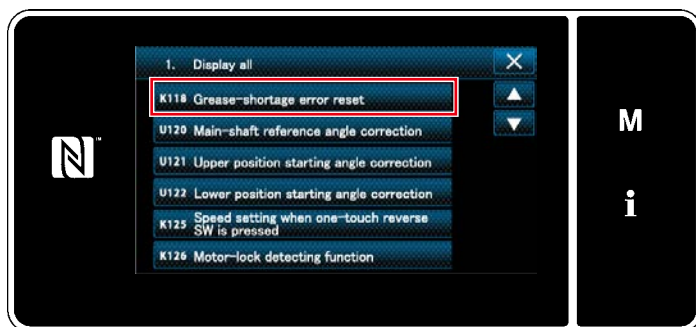 1. Display all
K118 Grease-shortage error reset
U120 Main-shaft reference angle correction
U121 Upper position starting angle correction
U122 Lower position starting angle correction
K125 Speed setting when one-touch reverse
SW is pressed
K126 Motor-lock detecting function
N
M
i